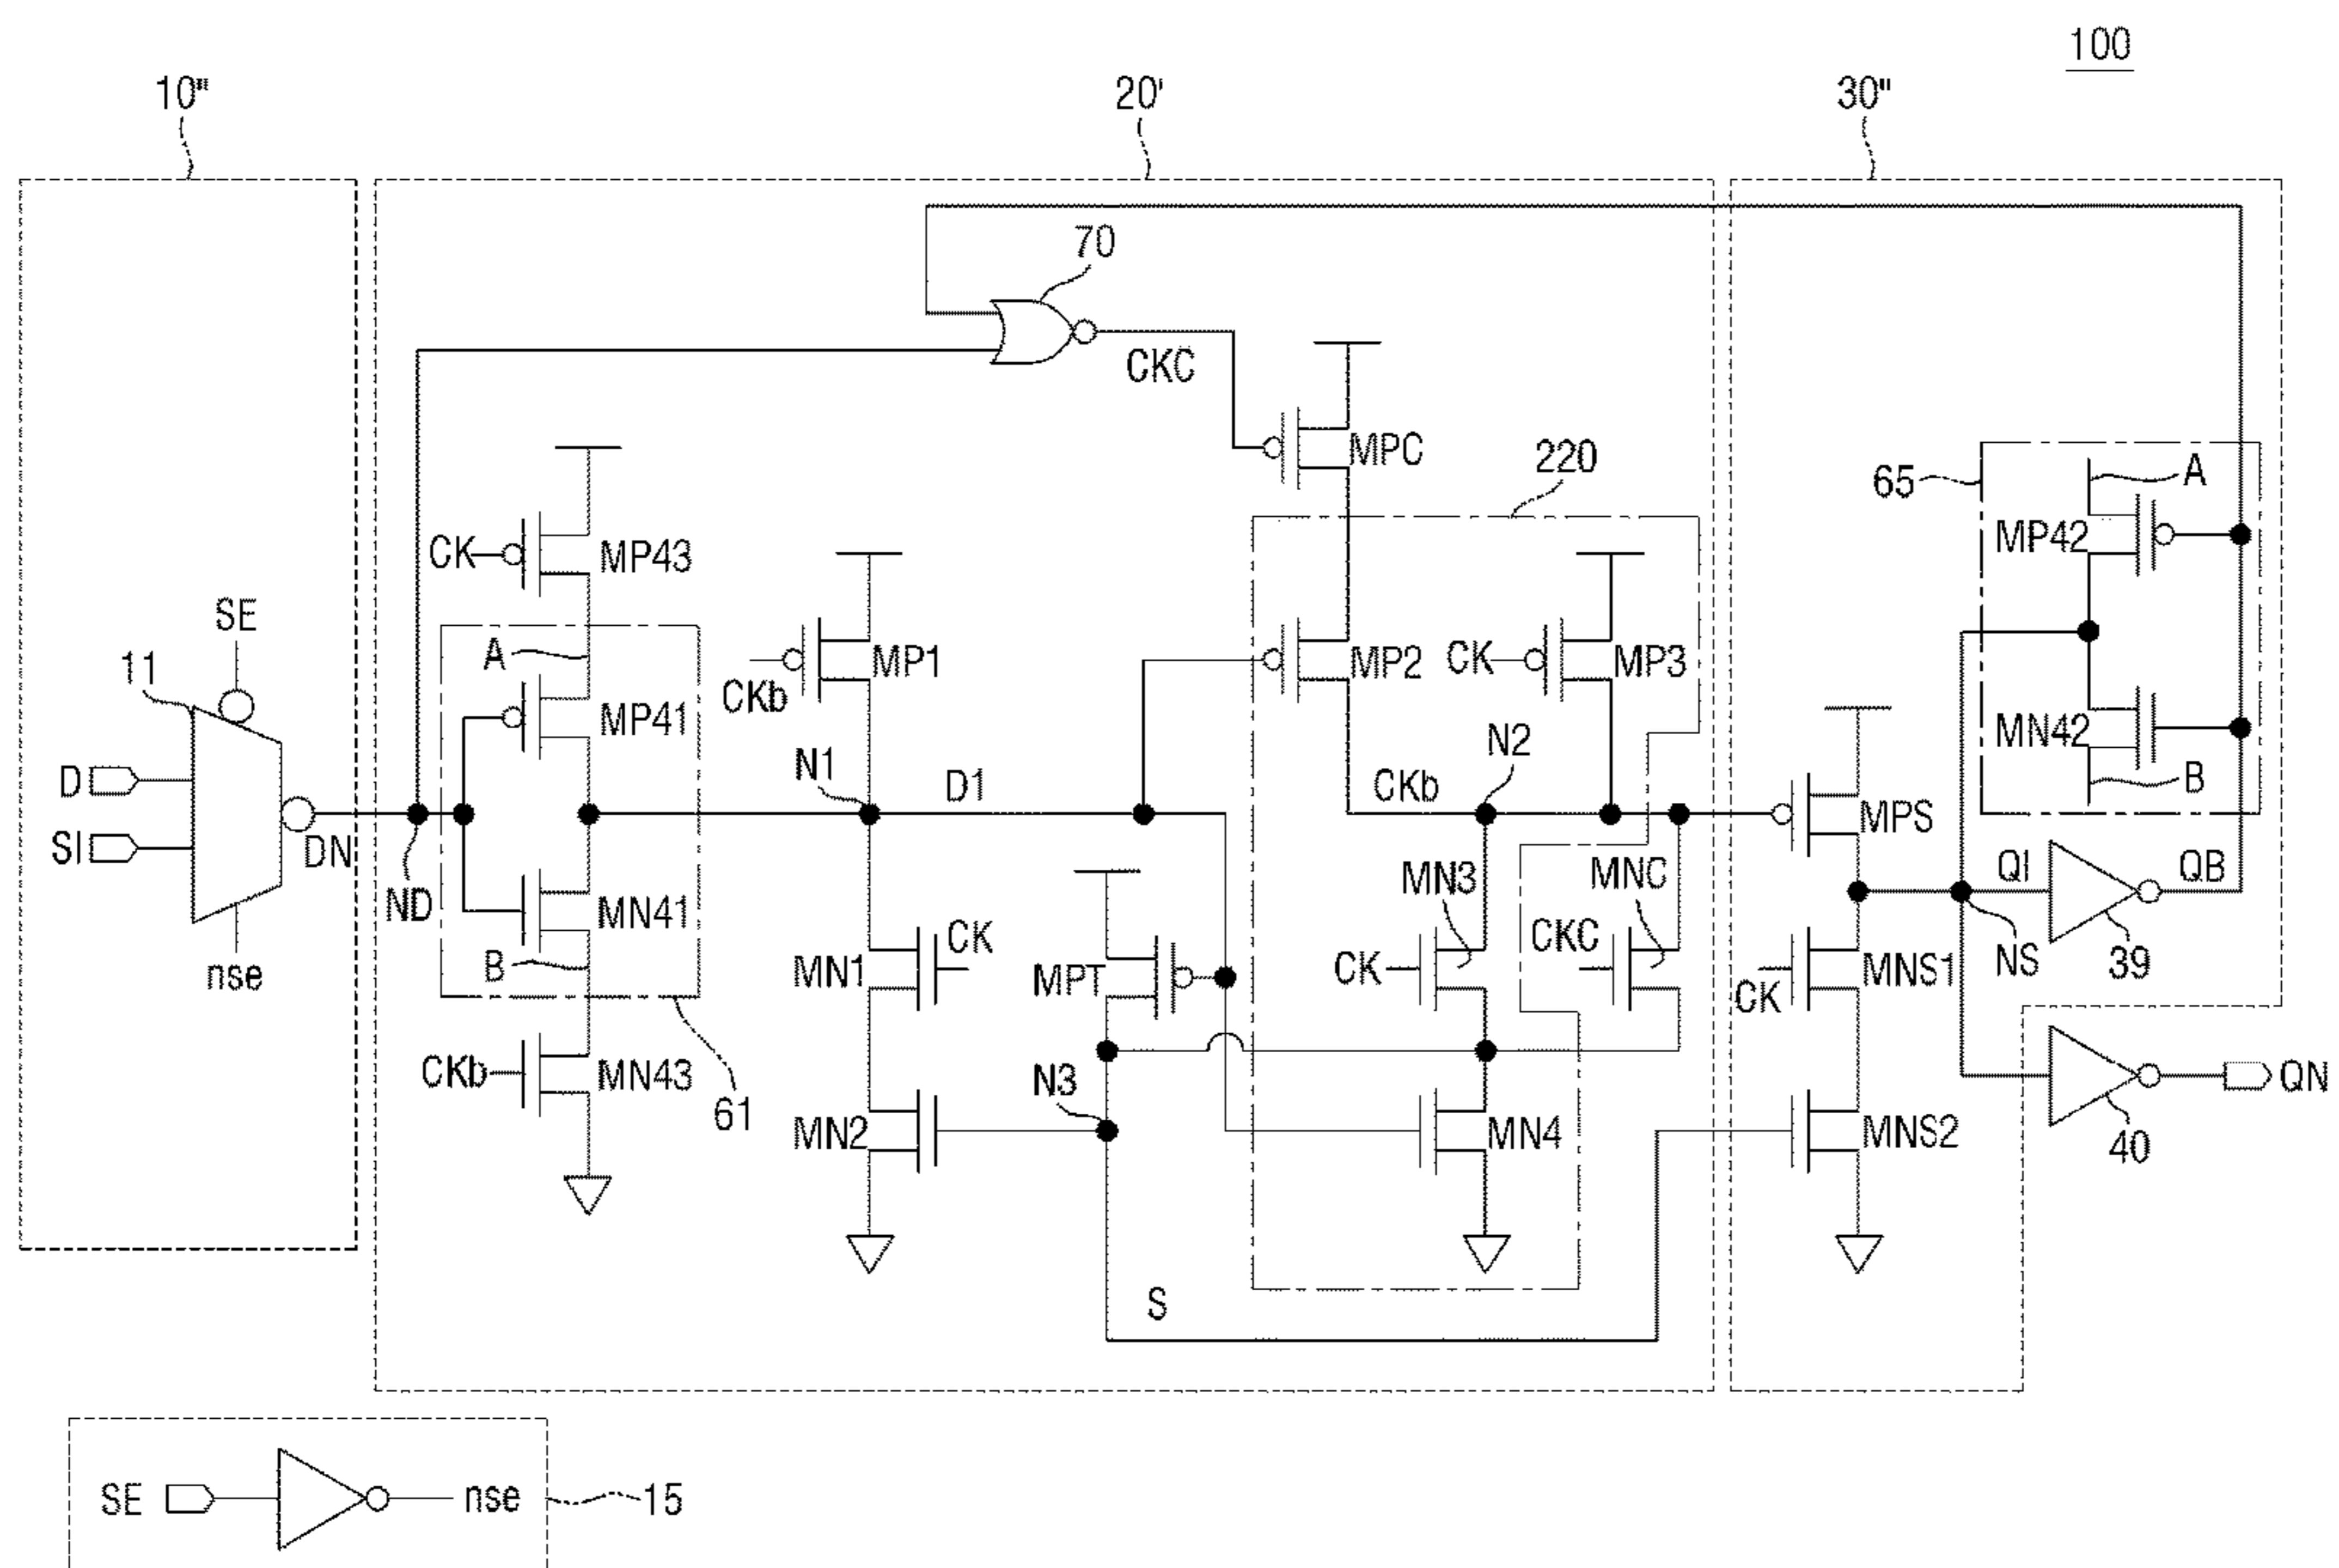 100
10"
20'
30"
70
CKC
MPC
220
65
A
MP42
CK
MP43
SE
11
A
MP1
CKb
MP2
CK
MP3
MP41
MN42
N2
N1
D1
CKb
B
D
SI
DN
ND
MPS
MN3
MNC
QI
QB
MN41
B
nse
MN1
CK
MPT
CK
CKC
CK
MNS1
NS
39
CKb
MN43
61
N3
MN2
MN4
MNS2
40
QN
S
SE
nse
15